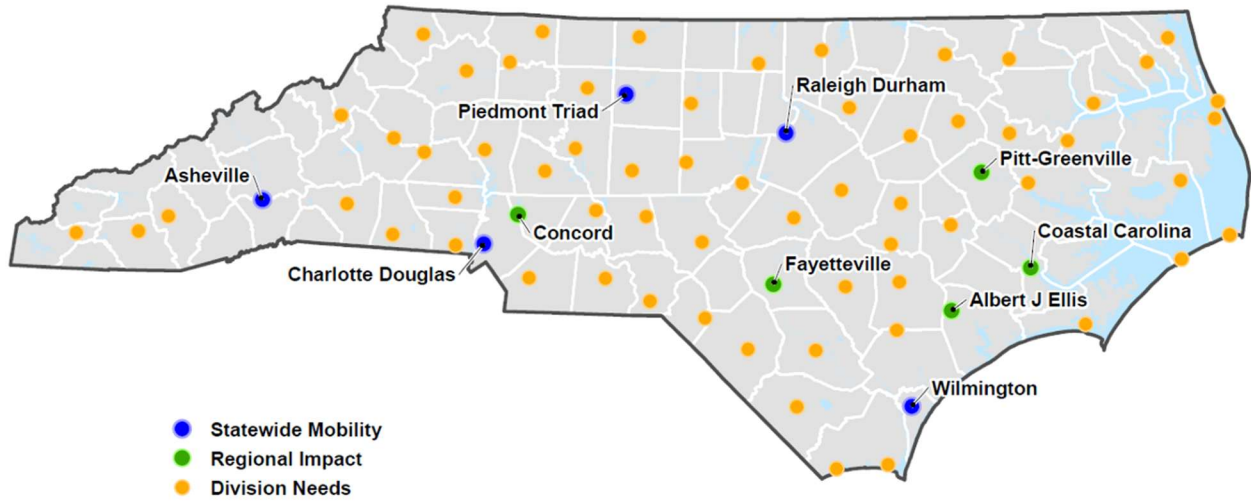 Raleigh Durham
Piedmont Triad
Pitt-Greenville
Asheville
Concord
Coastal Carolina
Charlotte Douglas
Fayetteville
Albert J Ellis
Wilmington
Statewide Mobility
Regional Impact
Division Needs